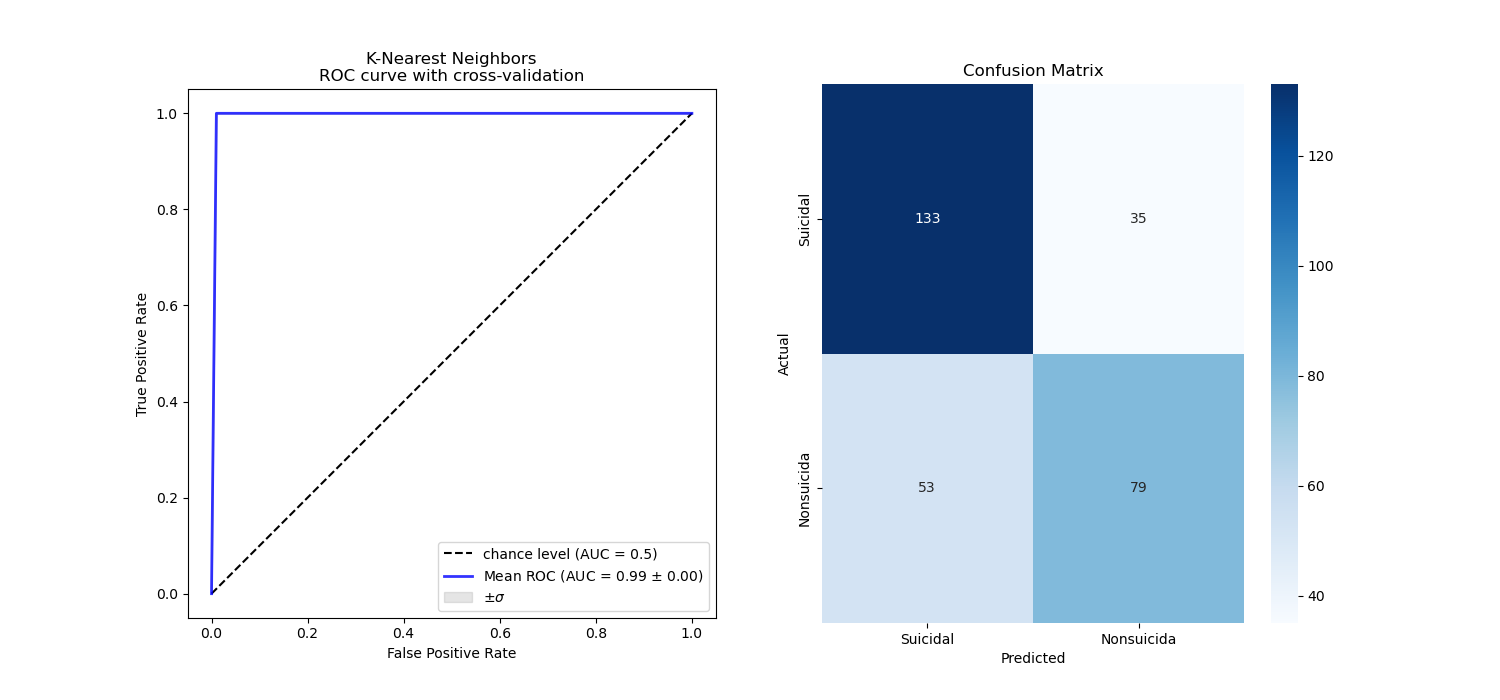 K-Nearest Neighbors
ROC curve with cross-validation
True Positive Rate
1.0
0.8
0.6
0.4
0.2
0.0
chance level (AUC = 0.5)
Mean ROC (AUC = 0.99 ± 0.00)
±σ
0.0 0.2 0.4 0.6 0.8 1.0
False Positive Rate
Confusion Matrix
Actual
Suicidal
133 35
Nonsuicida
53 79
Suicidal Nonsuicida
Predicted
120
100
80
60
40